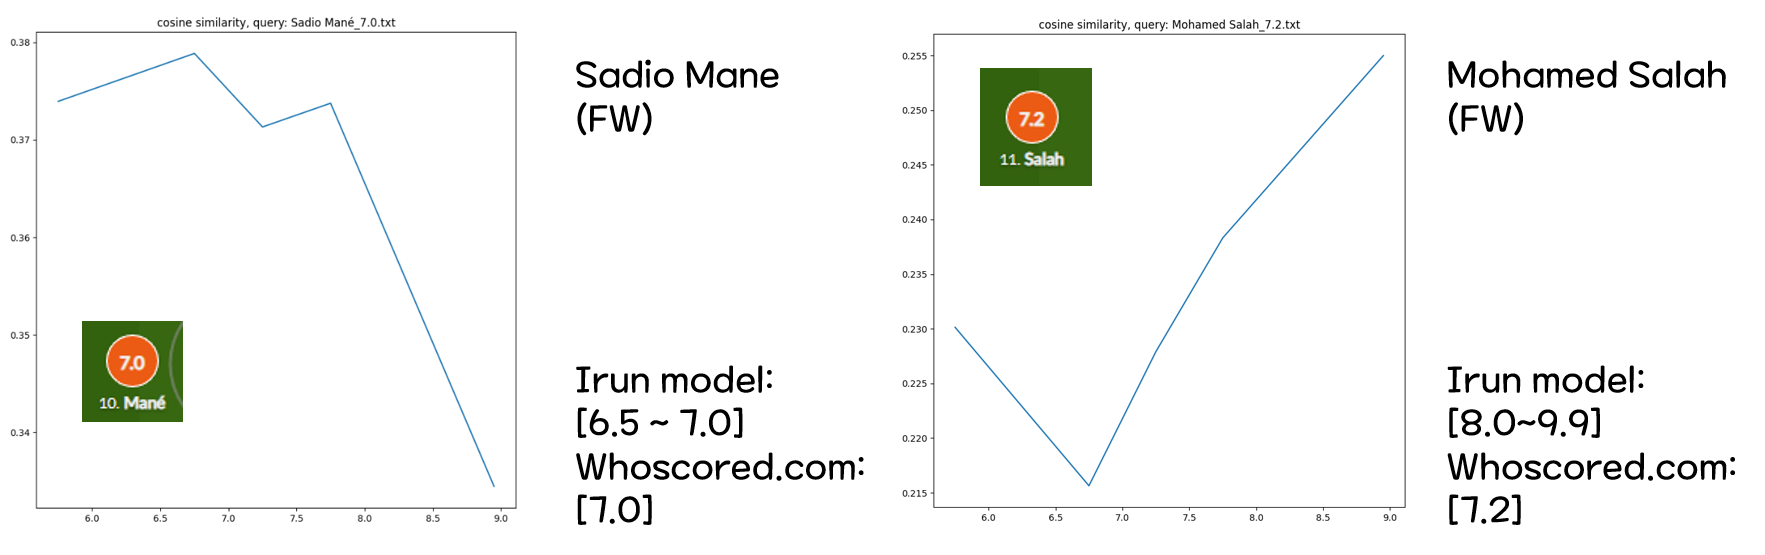 cosine similarity, query: Sadio Mané_7.0.txt
0.38
0.37
0.36
0.35
0.34
6.0 6.5 7.0 7.5 8.0 8.5 9.0
7.0
10. Mané
Sadio Mane
(FW)
Irun model:
[6.5 ~ 7.0]
Whoscored.com:
[7.0]
cosine similarity, query: Mohamed Salah_7.2.txt
0.255
0.250
0.245
0.240
0.235
0.230
0.225
0.220
0.215
6.0 6.5 7.0 7.5 8.0 8.5 9.0
7.2
11. Salah
Mohamed Salah
(FW)
Irun model:
[8.0~9.9]
Whoscored.com:
[7.2]